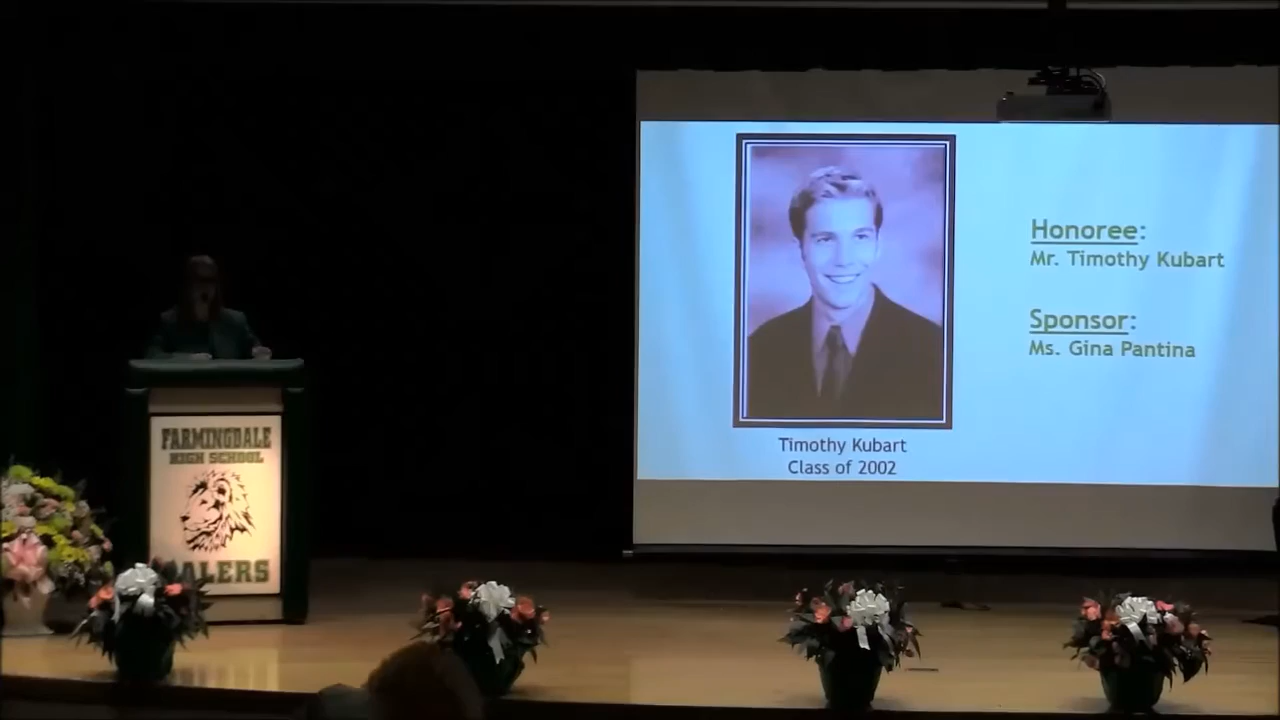 FARMINGDALE
HIGH SCHOOL
DALERS
Timothy Kubart
Class of 2002
Honoree:
Mr. Timothy Kubart
Sponsor:
Ms. Gina Pantina